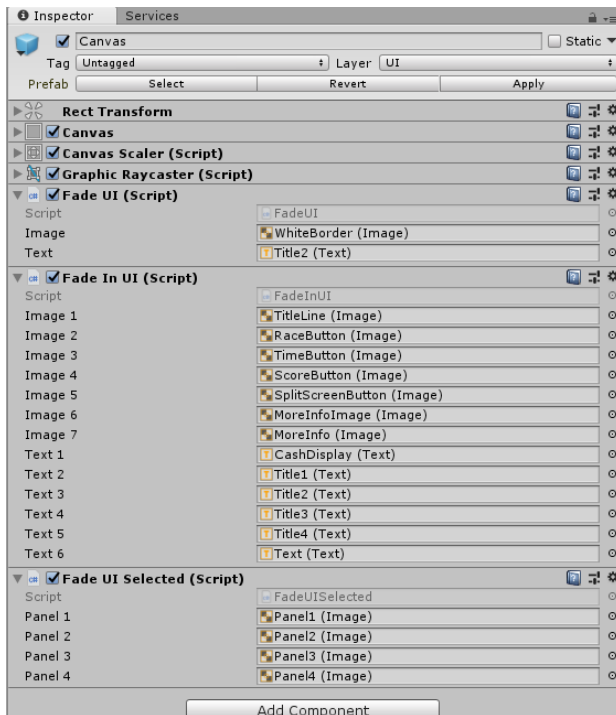 Inspector Services
Canvas Static
Tag Untagged Layer UI
Prefab Select Revert Apply
Rect Transform
Canvas
Canvas Scaler (Script)
Graphic Raycaster (Script)
Fade UI (Script)
Script FadeUI
Image WhiteBorder (Image)
Text Title2 (Text)
Fade In UI (Script)
Script FadeInUI
Image 1 TitleLine (Image)
Image 2 RaceButton (Image)
Image 3 TimeButton (Image)
Image 4 ScoreButton (Image)
Image 5 SplitScreenButton (Image)
Image 6 MoreInfoImage (Image)
Image 7 MoreInfo (Image)
Text 1 CashDisplay (Text)
Text 2 Title1 (Text)
Text 3 Title2 (Text)
Text 4 Title3 (Text)
Text 5 Title4 (Text)
Text 6 Text (Text)
Fade UI Selected (Script)
Script FadeUISelected
Panel 1 Panel1 (Image)
Panel 2 Panel2 (Image)
Panel 3 Panel3 (Image)
Panel 4 Panel4 (Image)
Add Component